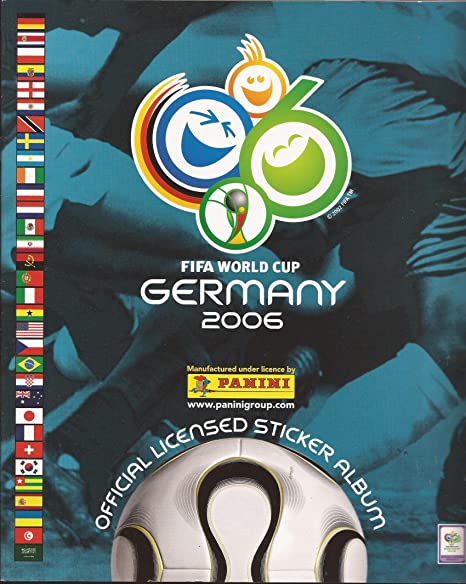 © 2002 FIFA TM
FIFA WORLD CUP
GERMANY
2006
Manufactured under licence by
PANINI
www.paninigroup.com
OFFICIAL LICENSED STICKER ALBUM